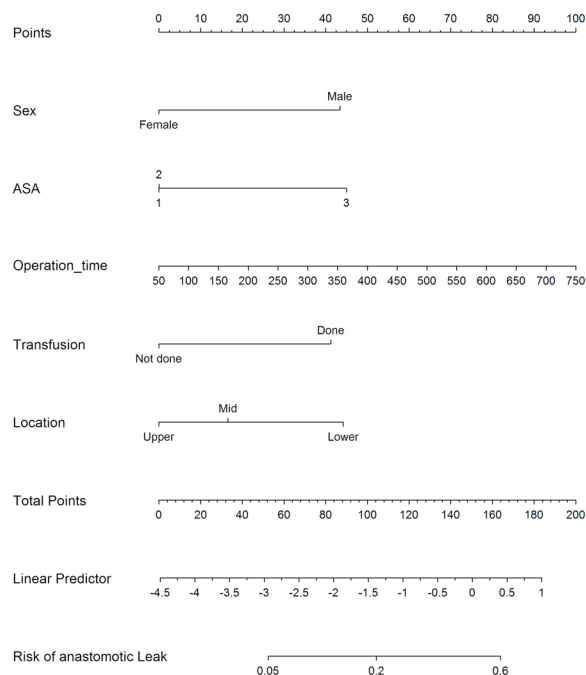 0 10 20 30 40 50 60 70 80 90 100
Points
Male
Sex
Female
2
ASA
1 3
Operation_time
50 100 150 200 250 300 350 400 450 500 550 600 650 700 750
Done
Transfusion
Not done
Mid
Location
Upper Lower
Total Points
0 20 40 60 80 100 120 140 160 180 200
Linear Predictor
-4.5 -4 -3.5 -3 -2.5 -2 -1.5 -1 -0.5 0 0.5 1
Risk of anastomotic Leak
0.05 0.2 0.6